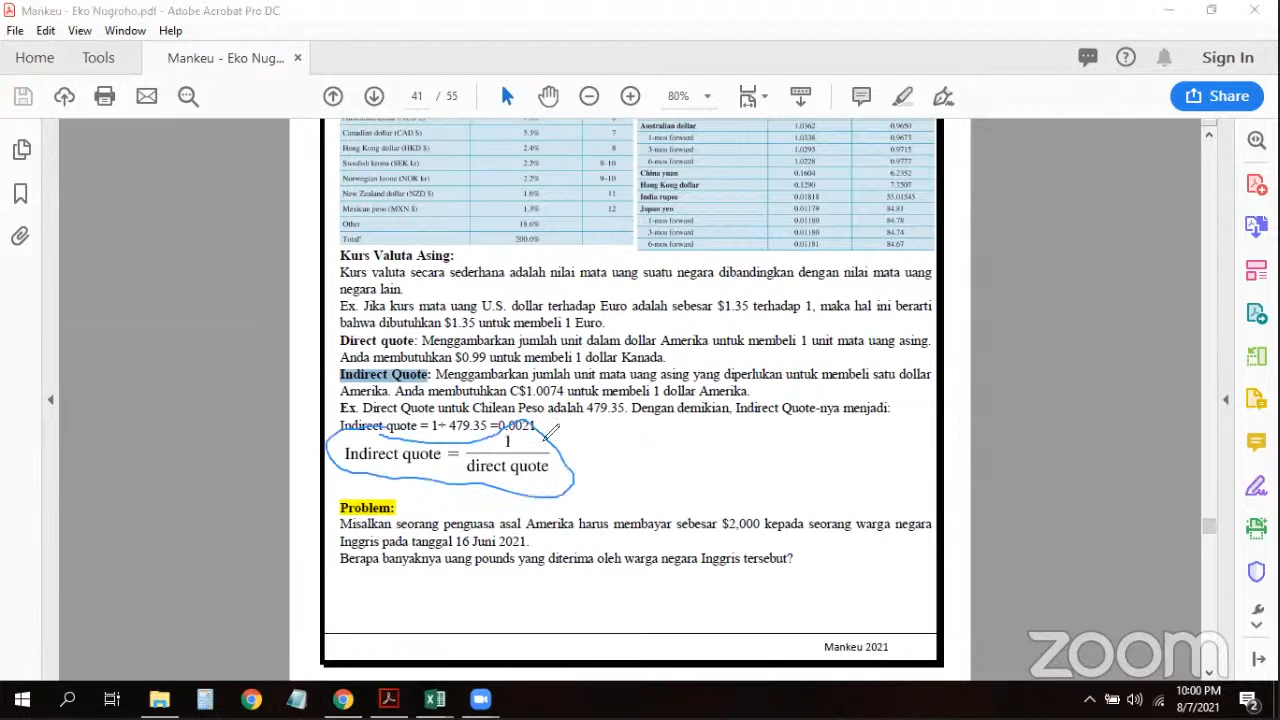 Mankeu - Eko Nugroho.pdf - Adobe Acrobat Pro DC
File Edit View Window Help
Home Tools Mankeu - Eko Nug... × Sign In
41 / 55 80% Share
Canadian dollar (CAD $) 5.3% 7
Hong Kong dollar (HKD $) 2.4% 8
Swedish krona (SEK kr) 2.2% 9-10
Norwegian krone (NOK kr) 2.2% 9-10
New Zealand dollar (NZD $) 1.6% 11
Mexican peso (MXN $) 1.3% 12
Other 18.6%
Total 200.0%
Australian dollar 1.0362 0.9650
1-mos forward 1.0338 0.9673
3-mos forward 1.0293 0.9715
6-mos forward 1.0228 0.9777
China yuan 0.1604 6.2352
Hong Kong dollar 0.1290 7.7507
India rupee 0.01818 55.01545
Japan yen 0.01179 84.81
1-mos forward 0.01180 84.78
3-mos forward 0.01180 84.74
6-mos forward 0.01181 84.67
Kurs Valuta Asing:
Kurs valuta secara sederhana adalah nilai mata uang suatu negara dibandingkan dengan nilai mata uang
negara lain.
Ex. Jika kurs mata uang U.S. dollar terhadap Euro adalah sebesar $1.35 terhadap 1, maka hal ini berarti
bahwa dibutuhkan $1.35 untuk membeli 1 Euro.
Direct quote: Menggambarkan jumlah unit dalam dollar Amerika untuk membeli 1 unit mata uang asing.
Anda membutuhkan $0.99 untuk membeli 1 dollar Kanada.
Indirect Quote: Menggambarkan jumlah unit mata uang asing yang diperlukan untuk membeli satu dollar
Amerika. Anda membutuhkan C$1.0074 untuk membeli 1 dollar Amerika.
Ex. Direct Quote untuk Chilean Peso adalah 479.35. Dengan demikian, Indirect Quote-nya menjadi:
Indirect quote = 1÷ 479.35 =0.0021
1
Indirect quote =
direct quote
Problem:
Misalkan seorang penguasa asal Amerika harus membayar sebesar $2,000 kepada seorang warga negara
Inggris pada tanggal 16 Juni 2021.
Berapa banyaknya uang pounds yang diterima oleh warga negara Inggris tersebut?
Mankeu 2021
zoom
10:00 PM
8/7/2021
2